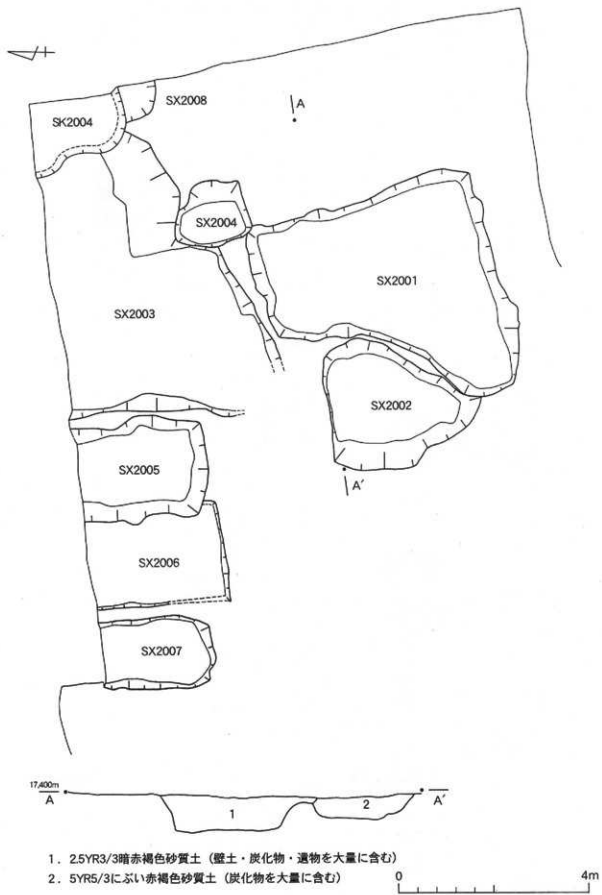 SX2008
A
SK2004
SX2004
SX2001
SX2003
SX2002
SX2005
A′
SX2006
SX2007
17,400m
A
1
2
A′
1. 2.5YR3/3暗赤褐色砂質土(壁土・炭化物・遺物を大量に含む)
2. 5YR5/3にぶい赤褐色砂質土(炭化物を大量に含む)
0 4m